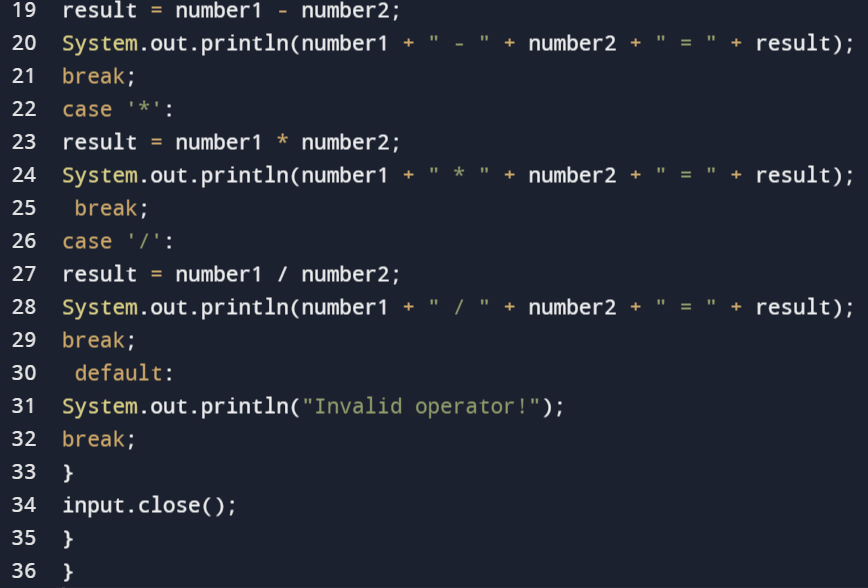 19 result = number1 - number2;
20 System.out.println(number1 + " - " + number2 + " = " + result);
21 break;
22 case '*':
23 result = number1 * number2;
24 System.out.println(number1 + " * " + number2 + " = " + result);
25  break;
26 case '/':
27 result = number1 / number2;
28 System.out.println(number1 + " / " + number2 + " = " + result);
29 break;
30  default:
31 System.out.println("Invalid operator!");
32 break;
33 }
34 input.close();
35 }
36 }